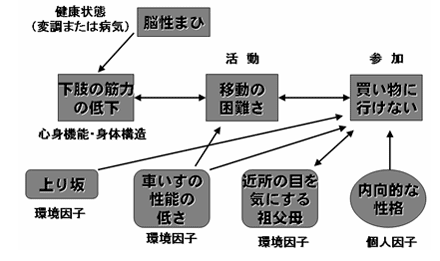 健康状態
（変調または病気）
脳性まひ
活 動
参 加
下肢の筋力
の低下
移動の
困難さ
買い物に
行けない
心身機能・身体構造
上り坂
車いすの
性能の
低さ
近所の目を
気にする
祖父母
内向的な
性格
環境因子
環境因子
環境因子
個人因子